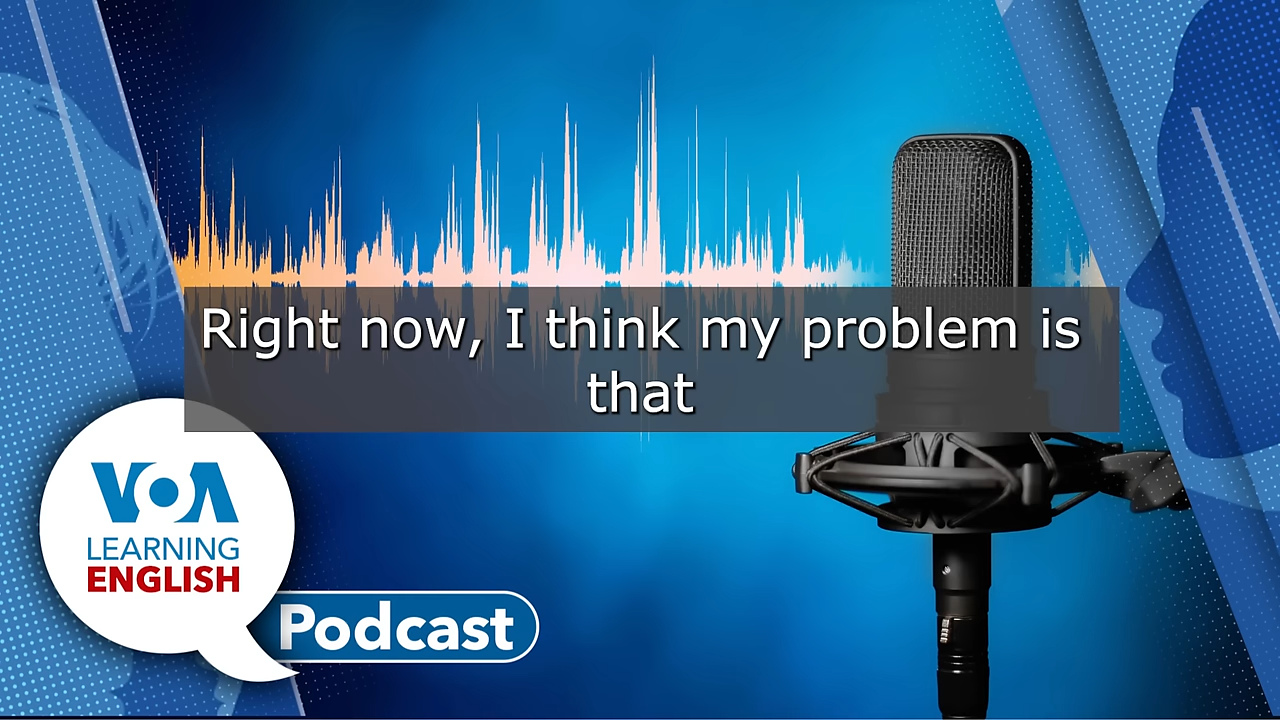 Right now, I think my problem is
that
VOA
LEARNING
ENGLISH
Podcast